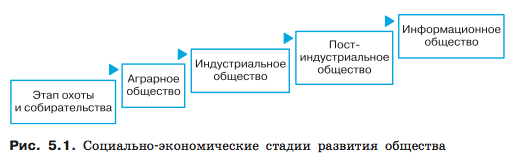 Этап охоты
и собирательства
Аграрное
общество
Индустриальное
общество
Пост-
индустриальное
общество
Информационное
общество
Рис. 5.1. Социально-экономические стадии развития общества